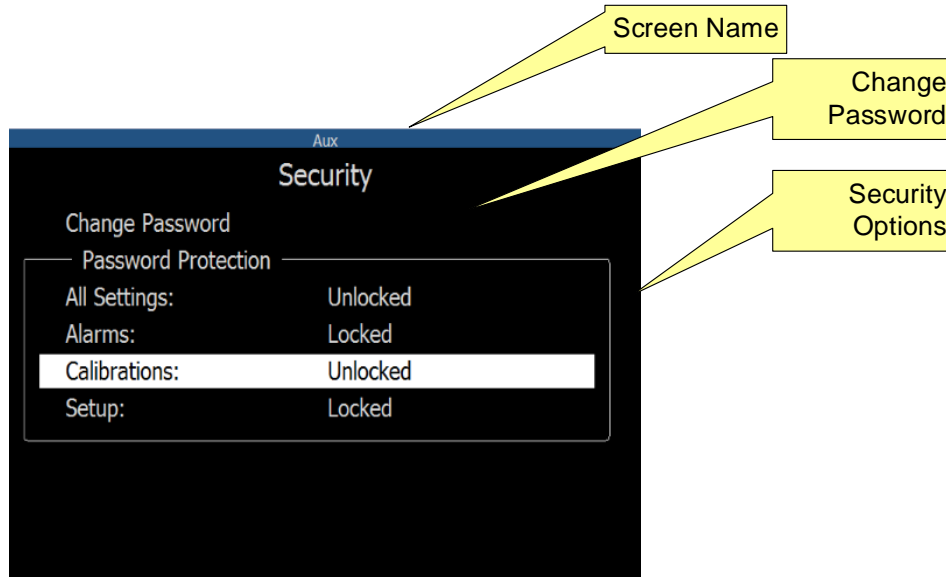 Screen Name
Change
Password
Security
Options
Aux
Security
Change Password
Password Protection
All Settings: Unlocked
Alarms: Locked
Calibrations: Unlocked
Setup: Locked